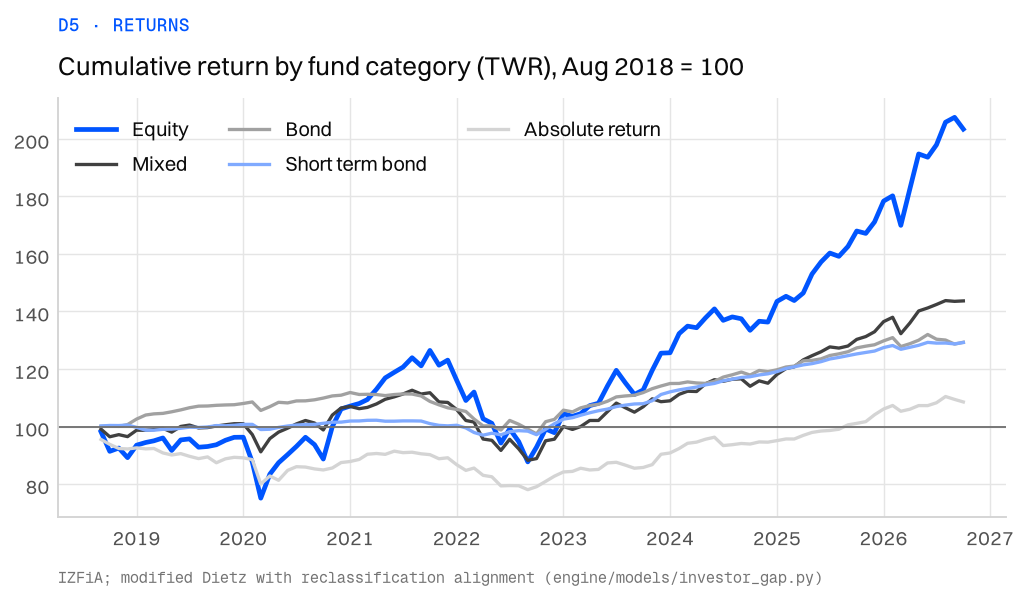 D5 · RETURNS
Cumulative return by fund category (TWR), Aug 2018 = 100
Equity
Bond
Absolute return
Mixed
Short term bond
200
180
160
140
120
100
80
2019
2020
2021
2022
2023
2024
2025
2026
2027
IZFiA; modified Dietz with reclassification alignment (engine/models/investor_gap.py)